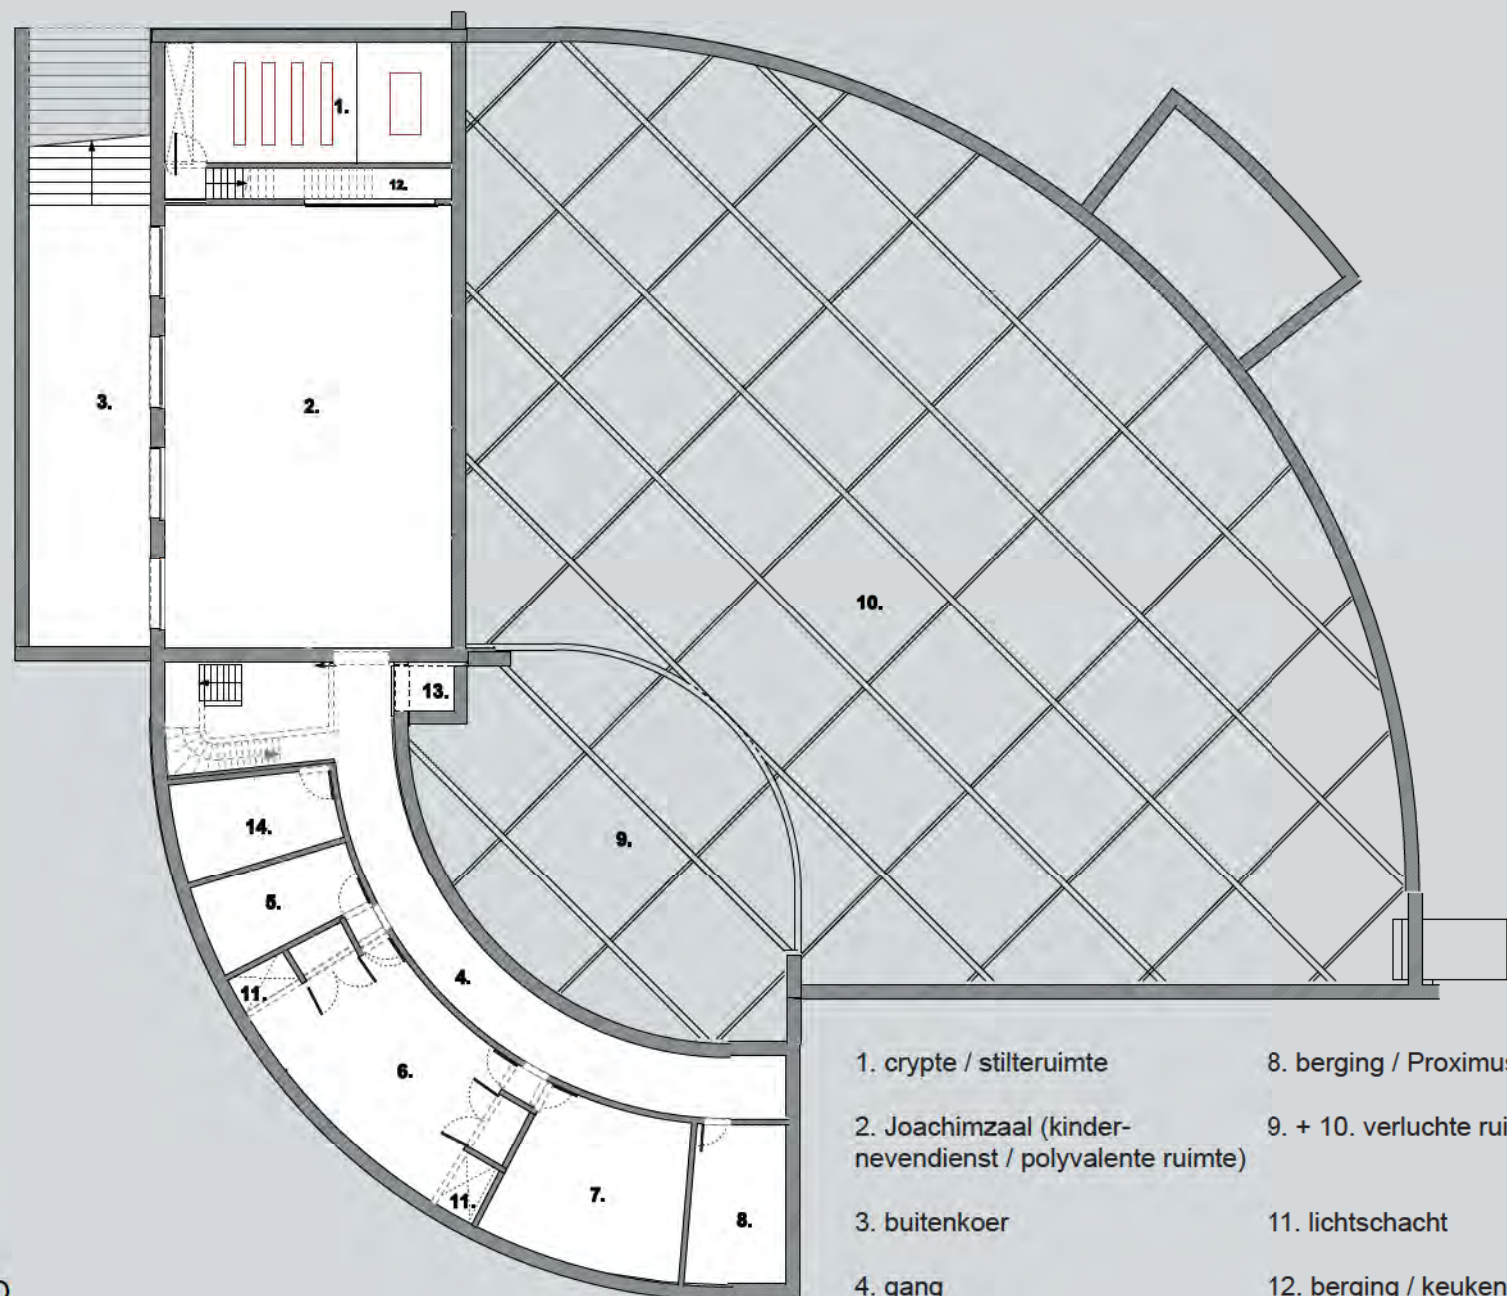 1.
12.
3.
2.
10.
13.
14.
9.
5.
4.
11.
6.
11.
7.
8.
1. crypte / stilteruimte
2. Joachimzaal (kinder-
nevendienst / polyvalente ruimte)
3. buitenkoer
4. gang
8. berging / Proximus
9. + 10. verluchte rui
11. lichtschacht
12. berging / keuken